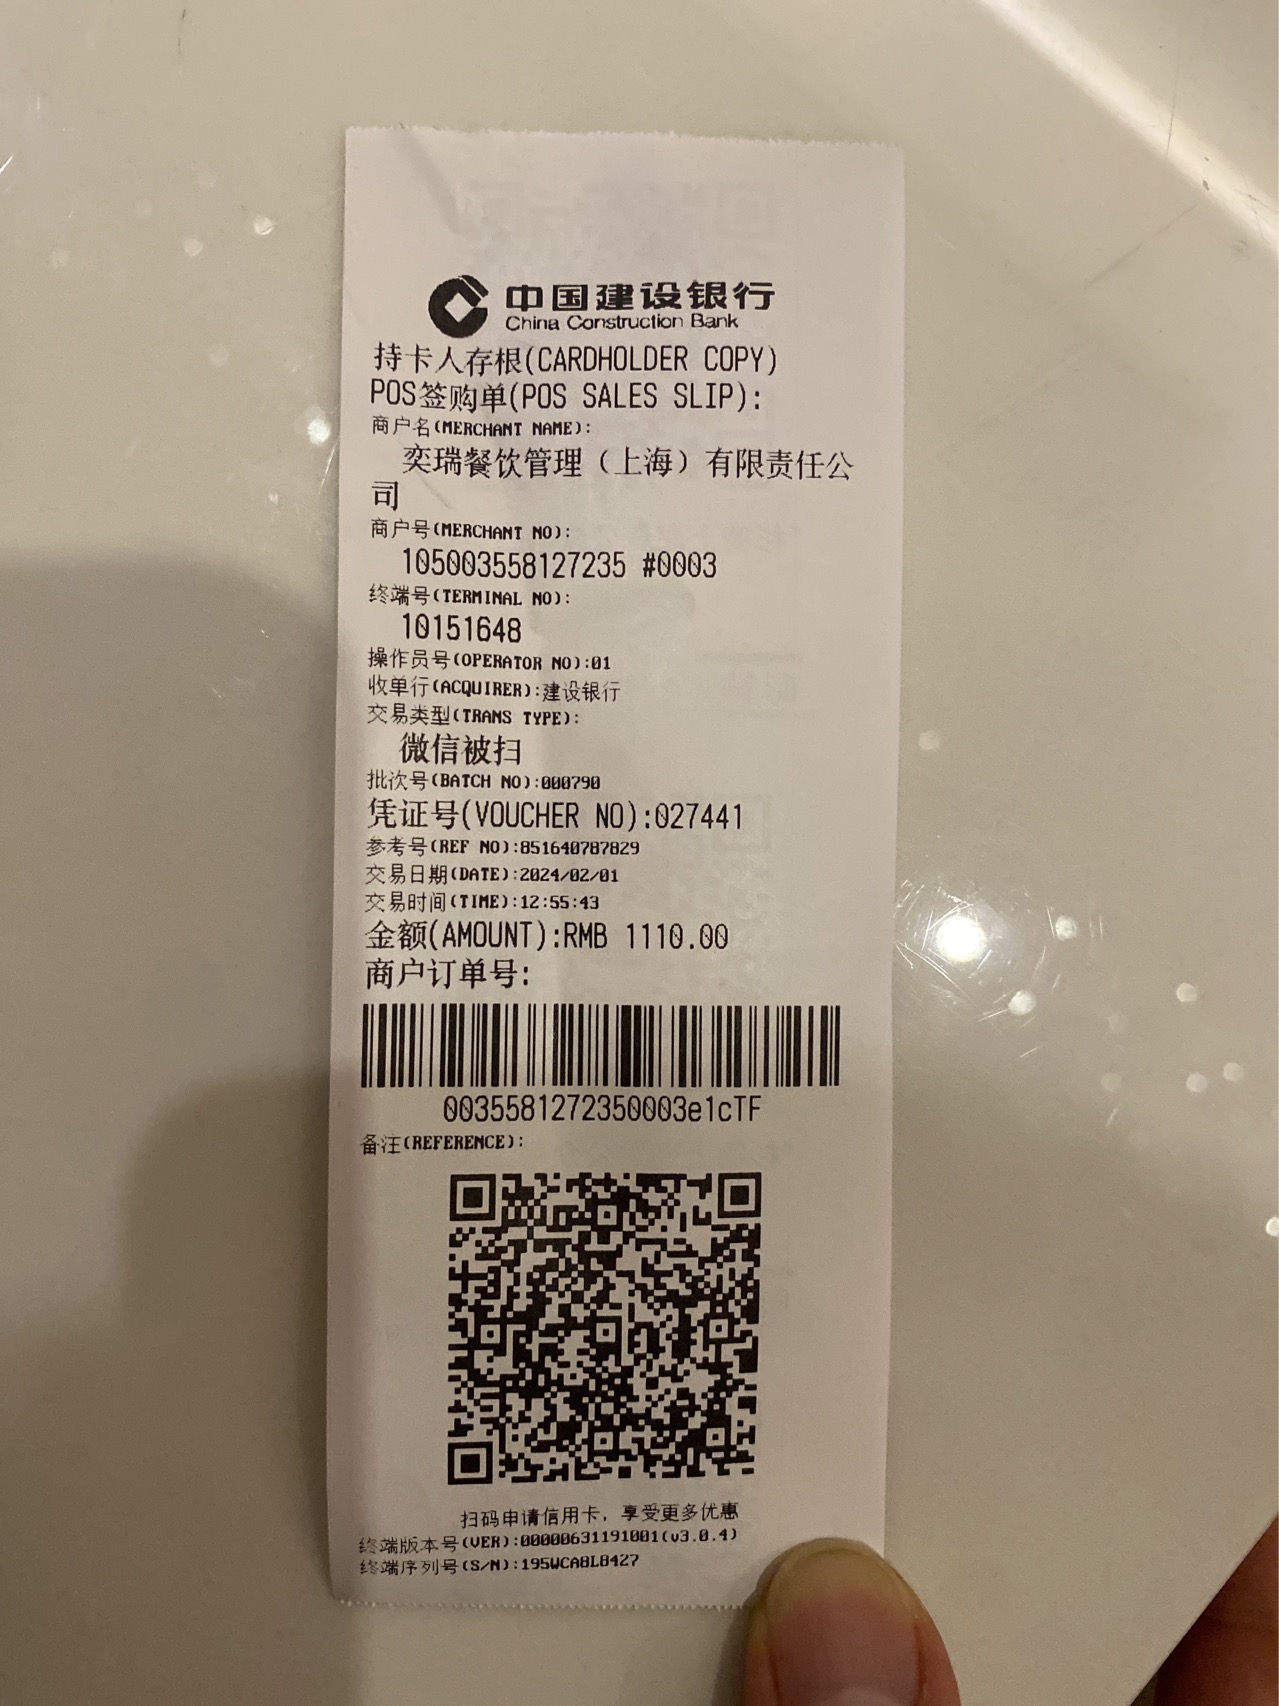 中国建设银行
China Construction Bank
持卡人存根(CARDHOLDER COPY)
POS签购单(POS SALES SLIP):
商户名(MERCHANT NAME):
奕瑞餐饮管理（上海）有限责任公
司
商户号(MERCHANT NO):
105003558127235 #0003
终端号(TERMINAL NO):
10151648
操作员号(OPERATOR NO):01
收单行(ACQUIRER):建设银行
交易类型(TRANS TYPE):
微信被扫
批次号(BATCH NO):000790
凭证号(VOUCHER NO):027441
参考号(REF NO):851640787829
交易日期(DATE):2024/02/01
交易时间(TIME):12:55:43
金额(AMOUNT):RMB 1110.00
商户订单号:
0035581272350003e1cTF
备注(REFERENCE):
扫码申请信用卡，享受更多优惠
终端版本号(VER):00000631191001(v3.0.4)
终端序列号(S/N):195WCA8L8427